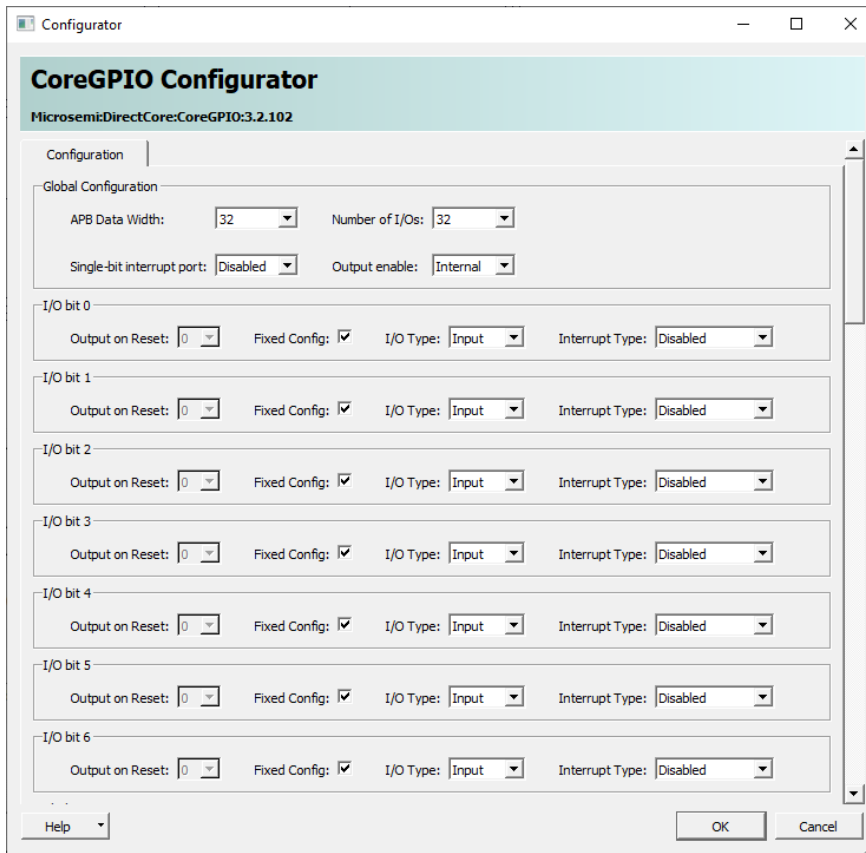 Configurator
CoreGPIO Configurator
Microsemi:DirectCore:CoreGPIO:3.2.102
Configuration
Global Configuration
APB Data Width: 32 Number of I/Os: 32
Single-bit interrupt port: Disabled Output enable: Internal
I/O bit 0
Output on Reset: 0 Fixed Config: I/O Type: Input Interrupt Type: Disabled
I/O bit 1
Output on Reset: 0 Fixed Config: I/O Type: Input Interrupt Type: Disabled
I/O bit 2
Output on Reset: 0 Fixed Config: I/O Type: Input Interrupt Type: Disabled
I/O bit 3
Output on Reset: 0 Fixed Config: I/O Type: Input Interrupt Type: Disabled
I/O bit 4
Output on Reset: 0 Fixed Config: I/O Type: Input Interrupt Type: Disabled
I/O bit 5
Output on Reset: 0 Fixed Config: I/O Type: Input Interrupt Type: Disabled
I/O bit 6
Output on Reset: 0 Fixed Config: I/O Type: Input Interrupt Type: Disabled
Help OK Cancel